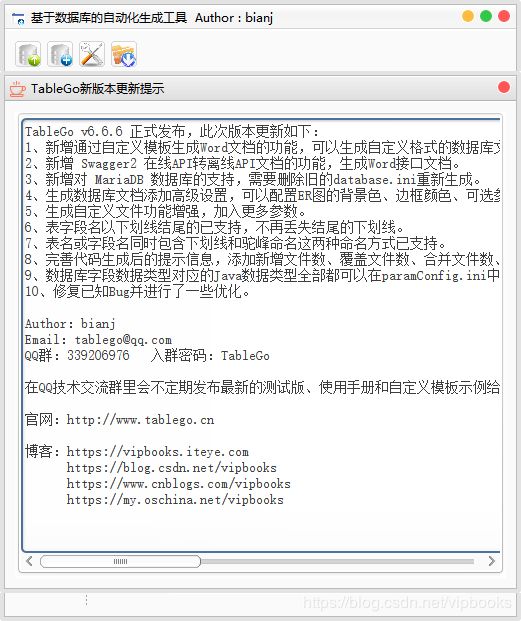 基于数据库的自动化生成工具 Author : bianj
TableGo新版本更新提示
TableGo v6.6.6 正式发布，此次版本更新如下：
1、新增通过自定义模板生成Word文档的功能，可以生成自定义格式的数据库文
2、新增 Swagger2 在线API转离线API文档的功能，生成Word接口文档。
3、新增对 MariaDB 数据库的支持，需要删除旧的database.ini重新生成。
4、生成数据库文档添加高级设置，可以配置ER图的背景色、边框颜色、可选参
5、生成自定义文件功能增强，加入更多参数。
6、表字段名以下划线结尾的已支持，不再丢失结尾的下划线。
7、表名或字段名同时包含下划线和驼峰命名这两种命名方式已支持。
8、完善代码生成后的提示信息，添加新增文件数、覆盖文件数、合并文件数、
9、数据库字段数据类型对应的Java数据类型全部都可以在paramConfig.ini中
10、修复已知Bug并进行了一些优化。
Author：bianj
Email：tablego@qq.com
QQ群：339206976 入群密码：TableGo
在QQ技术交流群里会不定期发布最新的测试版、使用手册和自定义模板示例给
官网：http://www.tablego.cn
博客：https://vipbooks.iteye.com
https://blog.csdn.net/vipbooks
https://www.cnblogs.com/vipbooks
https://my.oschina.net/vipbooks
https://blog.csdn.net/vipbooks